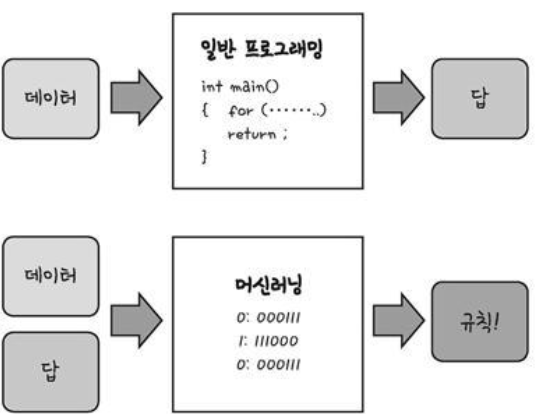 데이터
일반 프로그래밍
int main()
{ for (·······.)
return ;
}
답
데이터
답
머신러닝
0: 000111
1: 111000
0: 000111
규칙!